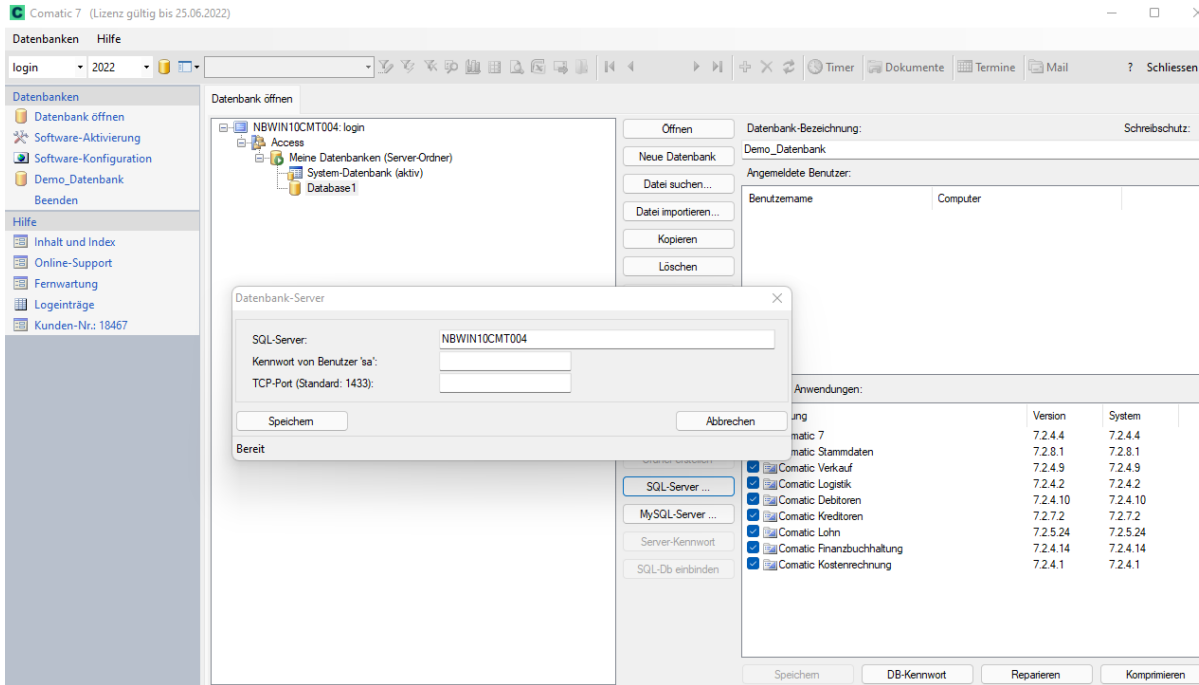 Comatic 7 (Lizenz gültig bis 25.06.2022)
Datenbanken Hilfe
login 2022 Timer Dokumente Termine Mail ? Schliessen
Datenbanken
Datenbank öffnen
Software-Aktivierung
Software-Konfiguration
Demo_Datenbank
Beenden
Hilfe
Inhalt und Index
Online-Support
Fernwartung
Logeinträge
Kunden-Nr.: 18467
Datenbank öffnen
NBWIN10CMT004: login
Access
Meine Datenbanken (Server-Ordner)
System-Datenbank (aktiv)
Database1
Öffnen
Neue Datenbank
Datei suchen...
Datei importieren...
Kopieren
Löschen
Datenbank-Bezeichnung: Schreibschutz:
Demo_Datenbank
Angemeldete Benutzer:
Benutzername Computer
Datenbank-Server
SQL-Server: NBWIN10CMT004
Kennwort von Benutzer 'sa':
TCP-Port (Standard: 1433):
Speichern Abbrechen
Bereit
SQL-Server ...
MySQL-Server ...
Server-Kennwort
SQL-Db einbinden
Anwendungen:
ung Version System
matic 7 7.2.4.4 7.2.4.4
matic Stammdaten 7.2.8.1 7.2.8.1
Comatic Verkauf 7.2.4.9 7.2.4.9
Comatic Logistik 7.2.4.2 7.2.4.2
Comatic Debitoren 7.2.4.10 7.2.4.10
Comatic Kreditoren 7.2.7.2 7.2.7.2
Comatic Lohn 7.2.5.24 7.2.5.24
Comatic Finanzbuchhaltung 7.2.4.14 7.2.4.14
Comatic Kostenrechnung 7.2.4.1 7.2.4.1
Speichern DB-Kennwort Reparieren Komprimieren